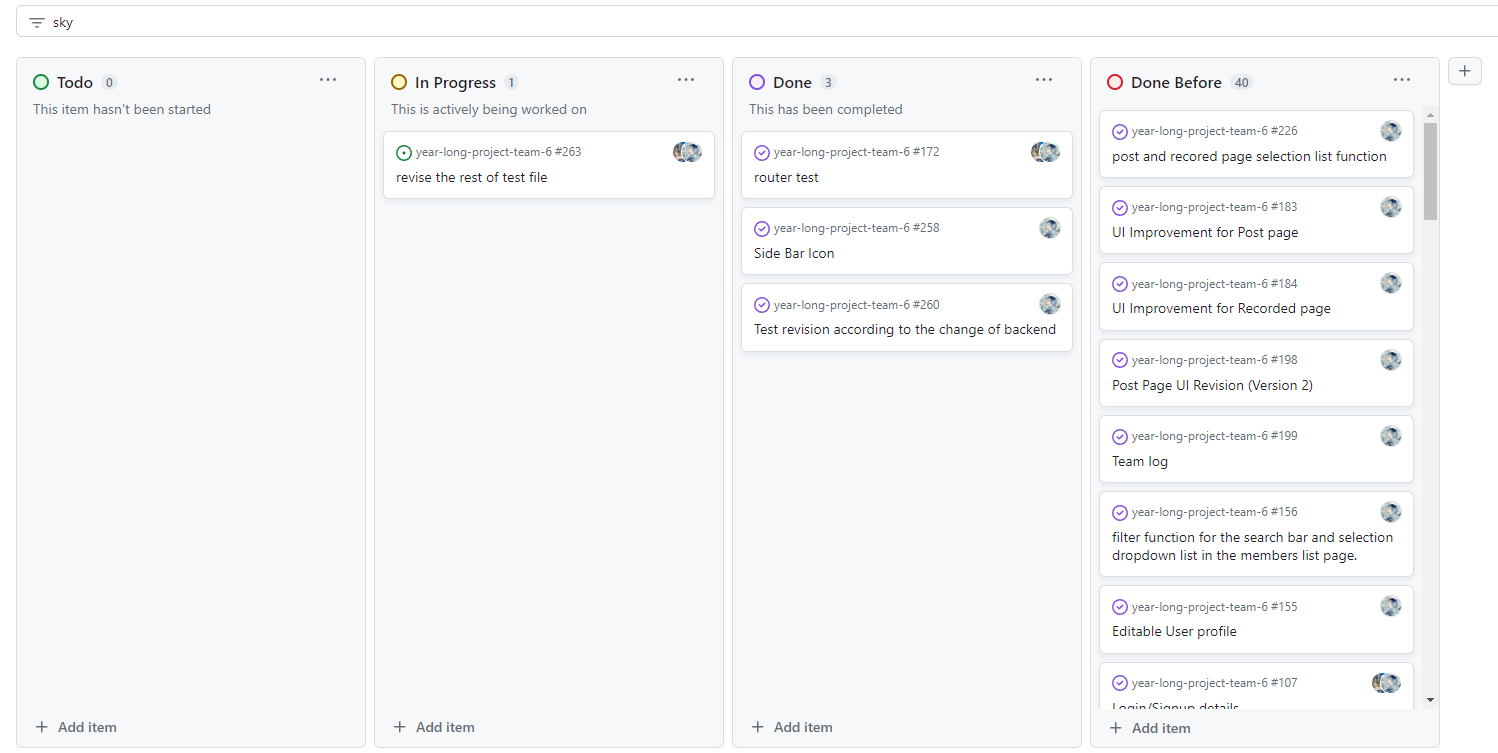 sky
Todo 0
This item hasn't been started
Add item
In Progress 1
This is actively being worked on
year-long-project-team-6 #263
revise the rest of test file
Add item
Done 3
This has been completed
year-long-project-team-6 #172
router test
year-long-project-team-6 #258
Side Bar Icon
year-long-project-team-6 #260
Test revision according to the change of backend
Add item
Done Before 40
year-long-project-team-6 #226
post and recored page selection list function
year-long-project-team-6 #183
UI Improvement for Post page
year-long-project-team-6 #184
UI Improvement for Recorded page
year-long-project-team-6 #198
Post Page UI Revision (Version 2)
year-long-project-team-6 #199
Team log
year-long-project-team-6 #156
filter function for the search bar and selection
dropdown list in the members list page.
year-long-project-team-6 #155
Editable User profile
year-long-project-team-6 #107
Login/Signup details
Add item